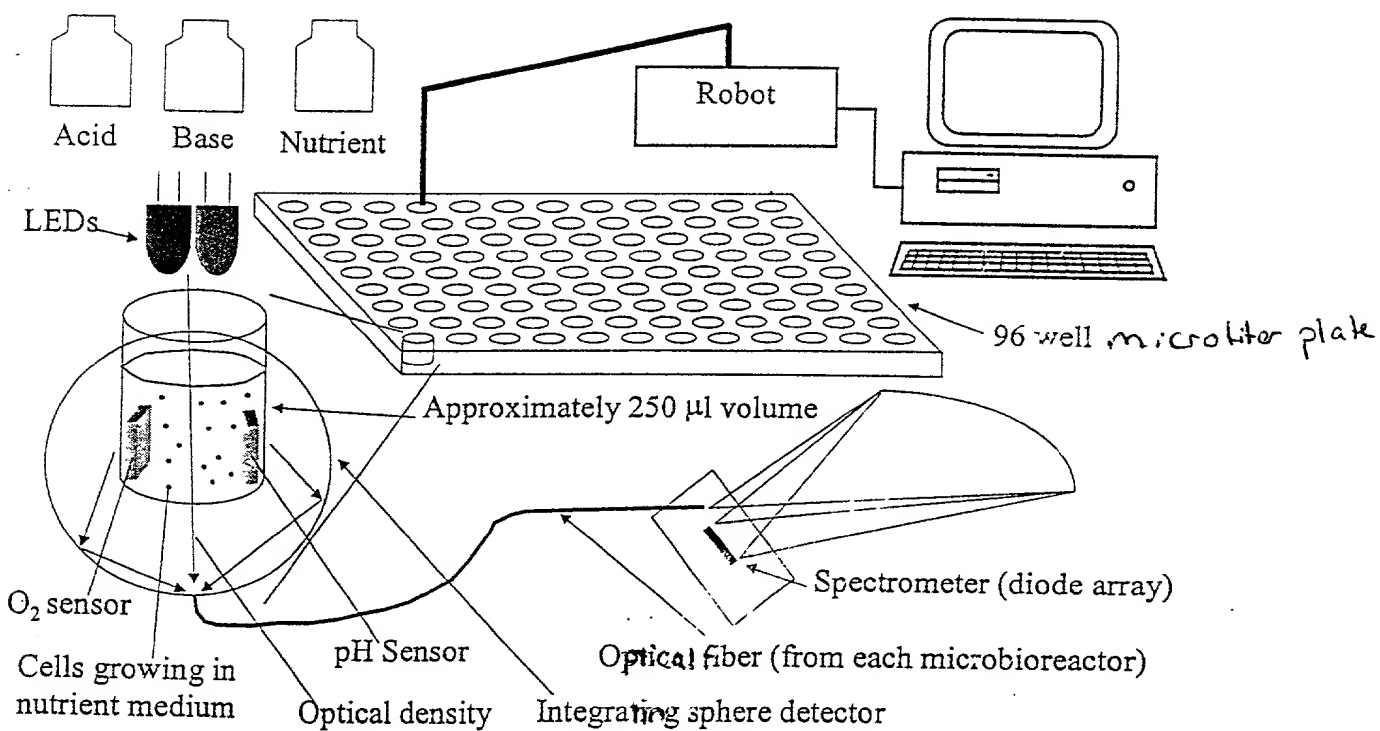 Acid
Base
Nutrient
Robot
LEDs
96 well microtiter plate
Approximately 250 µl volume
O₂ sensor
Spectrometer (diode array)
pH Sensor
Optical fiber (from each microbioreactor)
Cells growing in
nutrient medium
Optical density
Integrating sphere detector